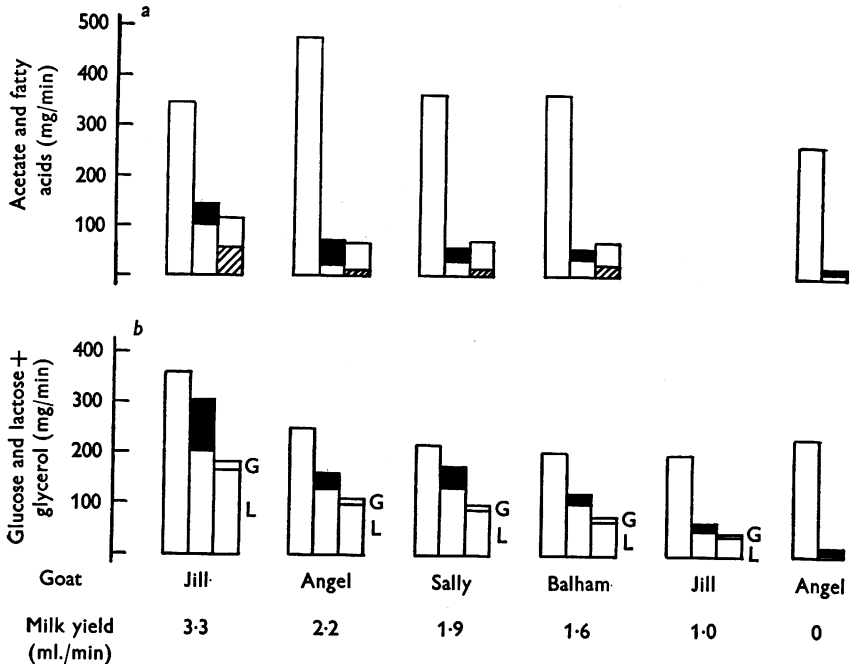 a
500
400
300
200
100
Acetate and fatty
acids (mg/min)
b
400
300
200
100
Glucose and lactose +
glycerol (mg/min)
G
L
G
L
G
L
G
L
G
L
Goat Jill· Angel Sally Balham· Jill Angel
Milk yield 3·3 2·2 1·9 1·6 1·0 0
(ml./min)